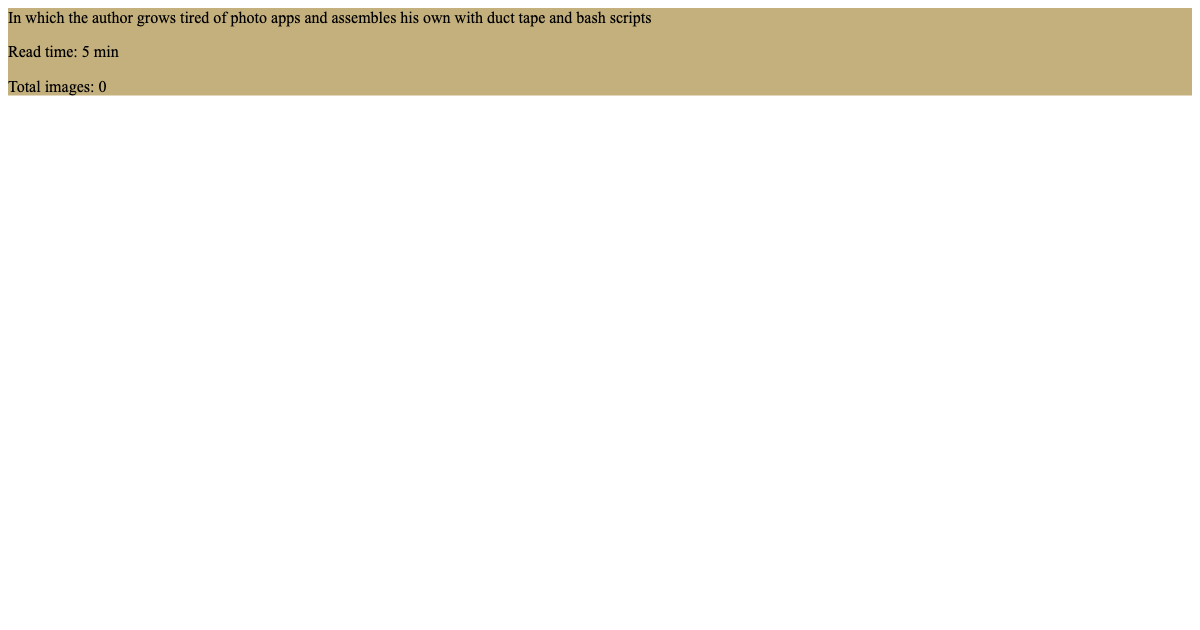 In which the author grows tired of photo apps and assembles his own with duct tape and bash scripts
Read time: 5 min
Total images: 0